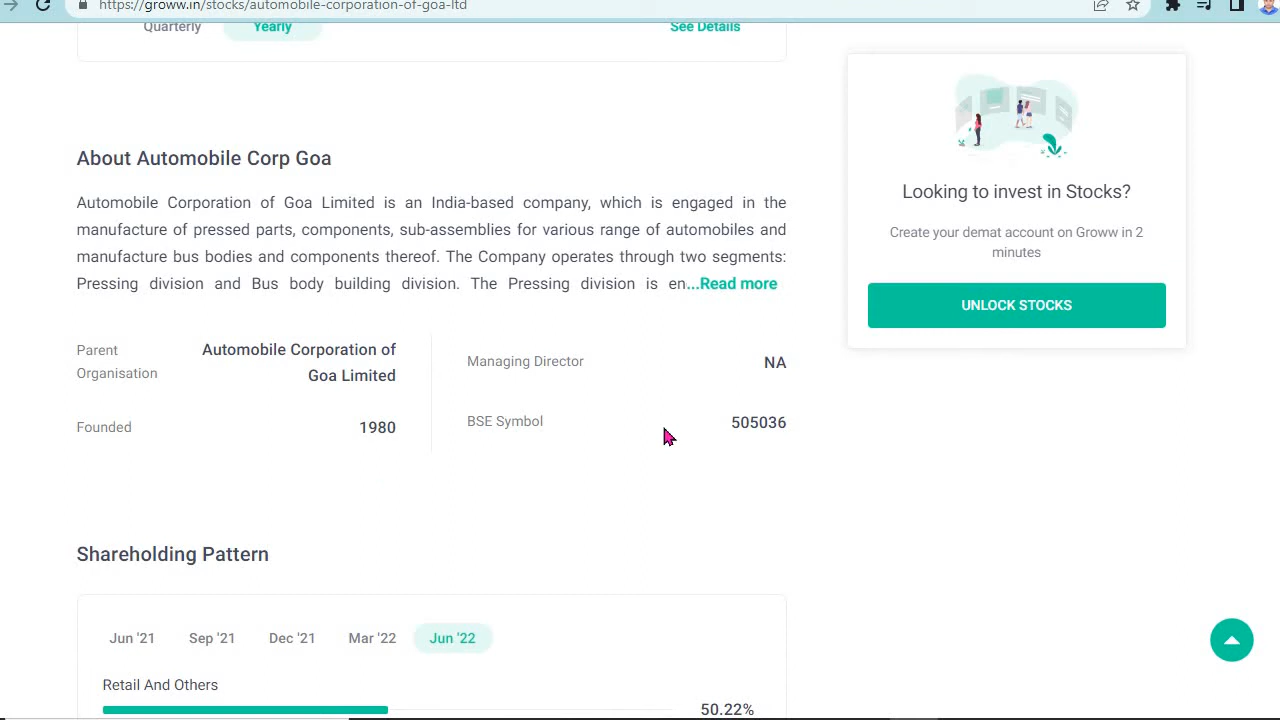 https://groww.in/stocks/automobile-corporation-of-goa-ltd
Quarterly Yearly See Details
About Automobile Corp Goa
Automobile Corporation of Goa Limited is an India-based company, which is engaged in the
manufacture of pressed parts, components, sub-assemblies for various range of automobiles and
manufacture bus bodies and components thereof. The Company operates through two segments:
Pressing division and Bus body building division. The Pressing division is en...Read more
Parent
Organisation
Automobile Corporation of
Goa Limited
Founded 1980
Managing Director NA
BSE Symbol 505036
Shareholding Pattern
Jun '21 Sep '21 Dec '21 Mar '22 Jun '22
Retail And Others
50.22%
Looking to invest in Stocks?
Create your demat account on Groww in 2
minutes
UNLOCK STOCKS